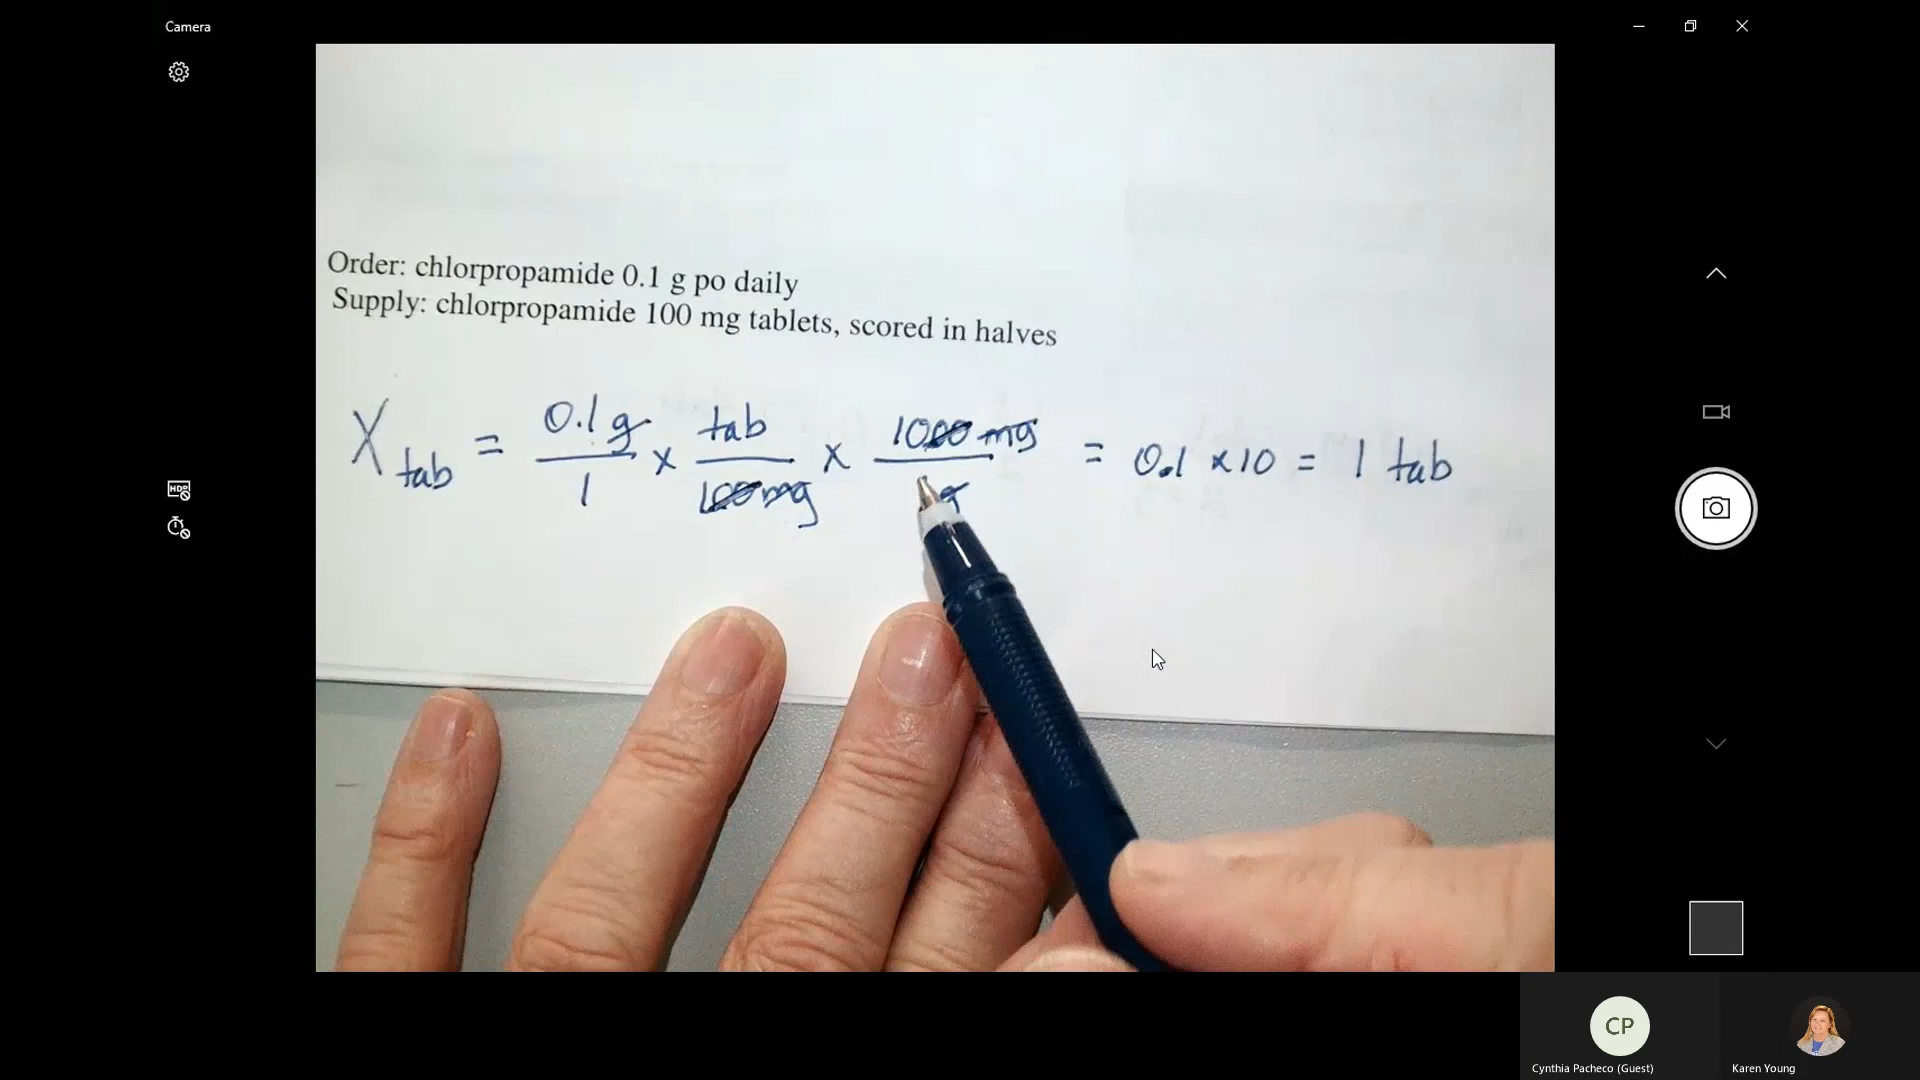 Camera
Order: chlorpropamide 0.1 g po daily
Supply: chlorpropamide 100 mg tablets, scored in halves
X tab = 0.1 g / 1 x tab / 100 mg x 1000 mg / g = 0.1 x 10 = 1 tab
CP
Cynthia Pacheco (Guest)
Karen Young